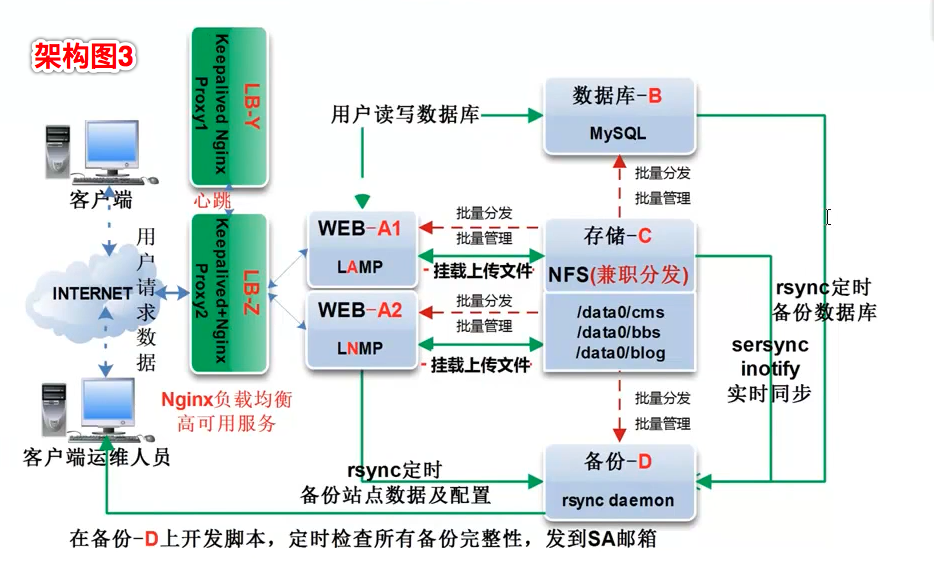 架构图3
Keepalived Nginx
Proxy1
LB-Y
心跳
客户端
用户请求数据
INTERNET
Keepalived+Nginx
Proxy2
LB-Z
Nginx负载均衡
高可用服务
客户端运维人员
用户读写数据库
WEB-A1
LAMP
WEB-A2
LNMP
批量分发
批量管理
挂载上传文件
批量分发
批量管理
挂载上传文件
数据库-B
MySQL
批量分发
批量管理
存储-C
NFS(兼职分发)
/data0/cms
/data0/bbs
/data0/blog
批量分发
批量管理
rsync定时
备份数据库
sersync
inotify
实时同步
备份-D
rsync daemon
rsync定时
备份站点数据及配置
在备份-D上开发脚本，定时检查所有备份完整性，发到SA邮箱